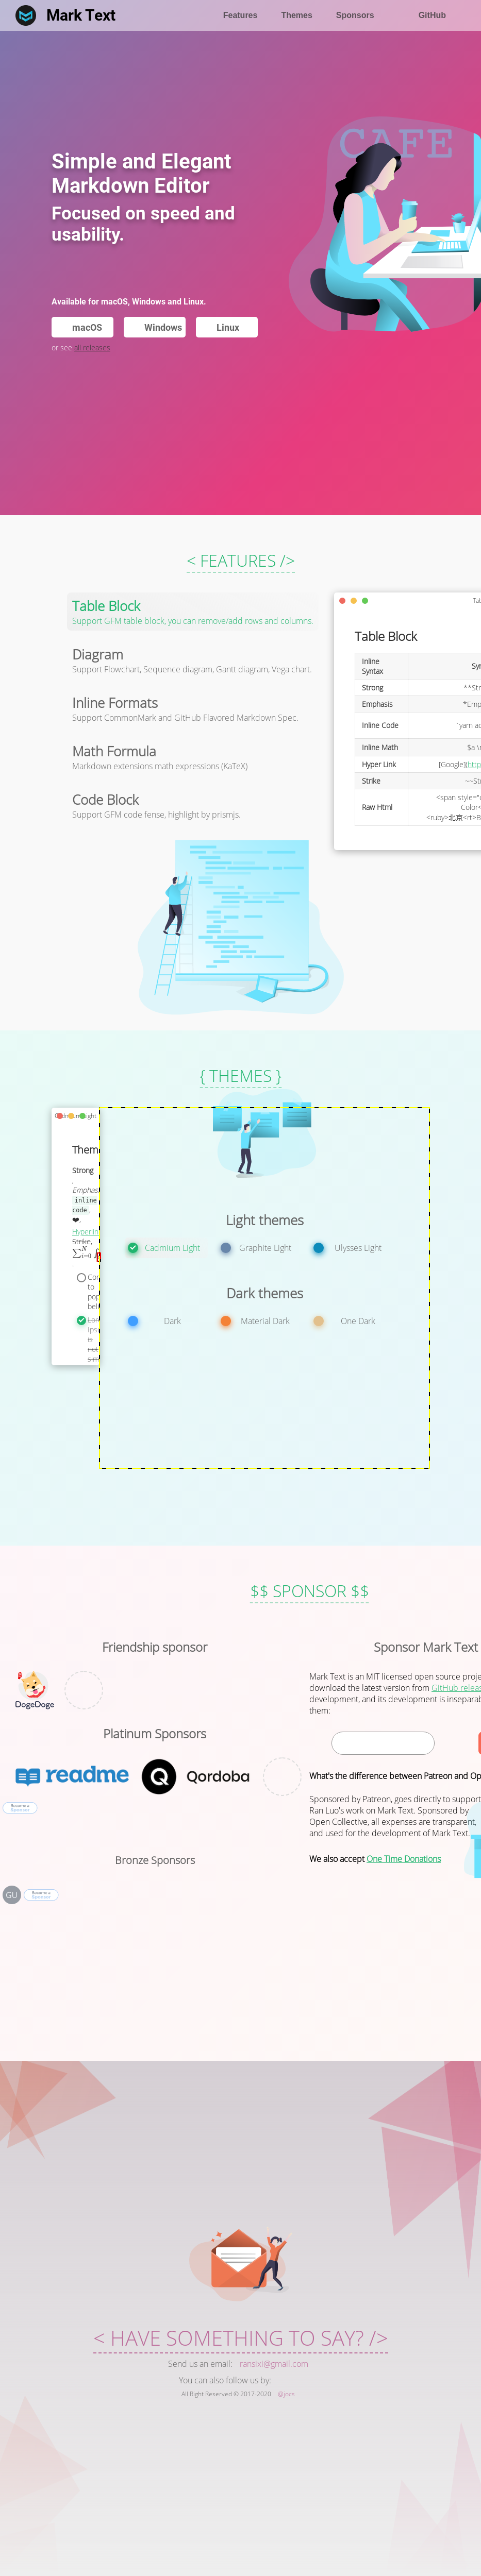 Mark Text
Features
Themes
Sponsors
GitHub
CAFE
Simple and Elegant
Markdown Editor
Focused on speed and
usability.
Available for macOS, Windows and Linux.
macOS
Windows
Linux
or see all releases
< FEATURES />
Table Block
Support GFM table block, you can remove/add rows and columns.
Diagram
Support Flowchart, Sequence diagram, Gantt diagram, Vega chart.
Inline Formats
Support CommonMark and GitHub Flavored Markdown Spec.
Math Formula
Markdown extensions math expressions (KaTeX)
Code Block
Support GFM code fense, highlight by prismjs.
Table Block
Inline
Syntax
Strong
**Str
Emphasis
*Emp
Inline Code
Inline Math
$a \
Hyper Link
[Google](http
Strike
~~Str
Raw Html
<span style="
Color<
<ruby>北京<rt>B
{ THEMES }
Them
Strong
,
Emphas
inline
code ,
❤,
Hyperlin
Strike,
to
bell
is
not
Light themes
Cadmium Light
Graphite Light
Ulysses Light
Dark themes
Dark
Material Dark
One Dark
$$ SPONSOR $$
Friendship sponsor
DogeDoge
Platinum Sponsors
readme
Qordoba
Become a
Sponsor
Bronze Sponsors
GU
Become a
Sponsor
Sponsor Mark Text
Mark Text is an MIT licensed open source proje
download the latest version from GitHub releas
development, and its development is inseparab
them:
What's the difference between Patreon and Op
Sponsored by Patreon, goes directly to support
Ran Luo's work on Mark Text. Sponsored by
Open Collective, all expenses are transparent,
and used for the development of Mark Text.
We also accept One Time Donations
< HAVE SOMETHING TO SAY? />
Send us an email: ransixi@gmail.com
You can also follow us by:
All Right Reserved © 2017-2020 @jocs